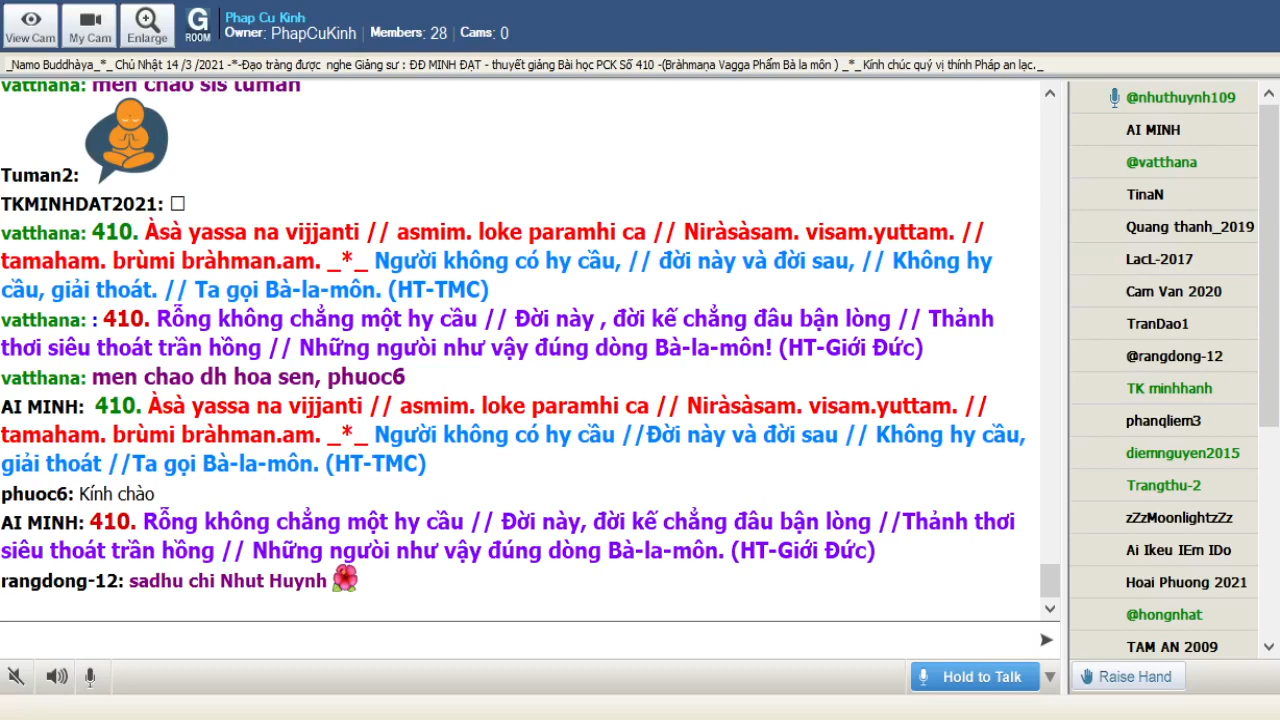 View Cam
My Cam
Enlarge
G
ROOM
Phap Cu Kinh
Owner: PhapCuKinh | Members: 28 | Cams: 0
_Namo Buddhàya_*_ Chủ Nhật 14 /3 /2021 -*-Đạo tràng được nghe Giảng sư : ĐĐ MINH ĐẠT - thuyết giảng Bài học PCK Số 410 -(Bràhmaṇa Vagga Phẩm Bà la môn ) _*_Kính chúc quý vị thính Pháp an lạc._
vatthana: men chao sis tuman
Tuman2:
TKMINHDAT2021: □
vatthana: 410. Àsà yassa na vijjanti // asmim. loke paramhi ca // Niràsàsam. visam.yuttam. //
tamaham. brùmi bràhman.am. _*_ Người không có hy cầu, // đời này và đời sau, // Không hy
cầu, giải thoát. // Ta gọi Bà-la-môn. (HT-TMC)
vatthana: : 410. Rỗng không chẳng một hy cầu // Đời này , đời kế chẳng đâu bận lòng // Thảnh
thơi siêu thoát trần hồng // Những ngưòi như vậy đúng dòng Bà-la-môn! (HT-Giới Đức)
vatthana: men chao dh hoa sen, phuoc6
AI MINH: 410. Àsà yassa na vijjanti // asmim. loke paramhi ca // Niràsàsam. visam.yuttam. //
tamaham. brùmi bràhman.am. _*_ Người không có hy cầu //Đời này và đời sau // Không hy cầu,
giải thoát //Ta gọi Bà-la-môn. (HT-TMC)
phuoc6: Kính chào
AI MINH: 410. Rỗng không chẳng một hy cầu // Đời này, đời kế chẳng đâu bận lòng //Thảnh thơi
siêu thoát trần hồng // Những ngưòi như vậy đúng dòng Bà-la-môn. (HT-Giới Đức)
rangdong-12: sadhu chi Nhut Huynh
@nhuthuynh109
AI MINH
@vatthana
TinaN
Quang thanh_2019
LacL-2017
Cam Van 2020
TranDao1
@rangdong-12
TK minhhanh
phanqliem3
diemnguyen2015
Trangthu-2
zZzMoonlightzZz
Ai Ikeu IEm IDo
Hoai Phuong 2021
@hongnhat
TAM AN 2009
Hold to Talk
Raise Hand